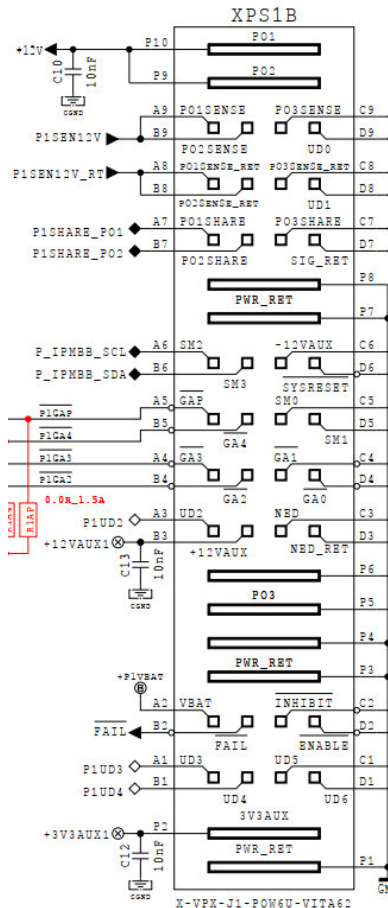 XPS1B
+12V P10 PO1
C10 10nF
P9 PO2
CGND
A9 PO1SENSE PO3SENSE C9
P1SEN12V B9 PO2SENSE UD0 D9
A8 PO1SENSE_RET PO3SENSE_RET C8
P1SEN12V_RT B8 PO2SENSE_RET UD1 D8
P1SHARE_PO1 A7 PO1SHARE PO3SHARE C7
P1SHARE_PO2 B7 PO2SHARE SIG_RET D7
P8
PWR_RET
P7
P_IPMBB_SCL A6 SM2 -12VAUX C6
P_IPMBB_SDA B6 SM3 SYSRESET D6
P1GAP A5 GAP SM0 C5
P1GA4 B5 GA4 SM1 D5
P1GA3 A4 GA3 GA1 C4
P1GA2 B4 GA2 GA0 D4
0.0R_1.5A
R1AP
P1UD2 A3 UD2 NED C3
+12VAUX1 B3 +12VAUX NED_RET D3
C13 10nF
CGND
P6
PO3 P5
P4
PWR_RET P3
+P1VBAT
B
A2 VBAT INHIBIT C2
FAIL B2 FAIL ENABLE D2
P1UD3 A1 UD3 UD5 C1
P1UD4 B1 UD4 UD6 D1
3V3AUX
+3V3AUX1 P2
C12 10nF
PWR_RET P1
CGND
X-VPX-J1-POW6U-VITA62